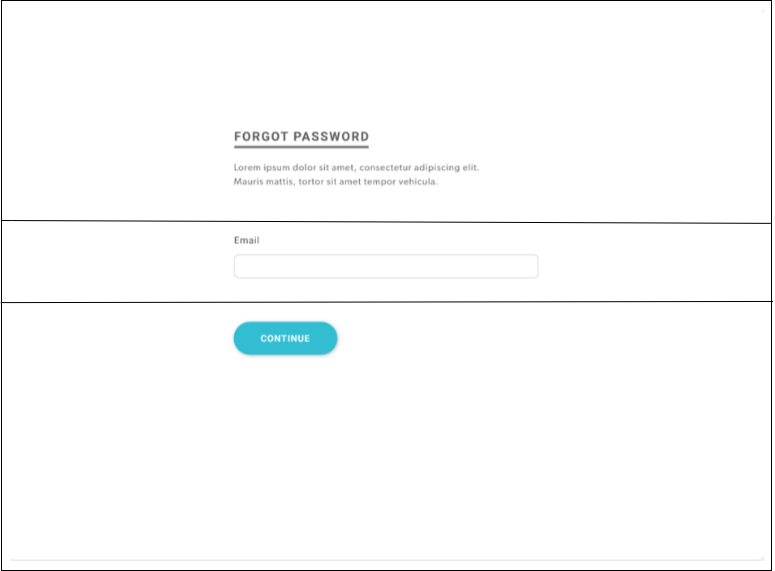 FORGOT PASSWORD
Lorem ipsum dolor sit amet, consectetur adipiscing elit.
Mauris mattis, tortor sit amet tempor vehicula.
Email
CONTINUE